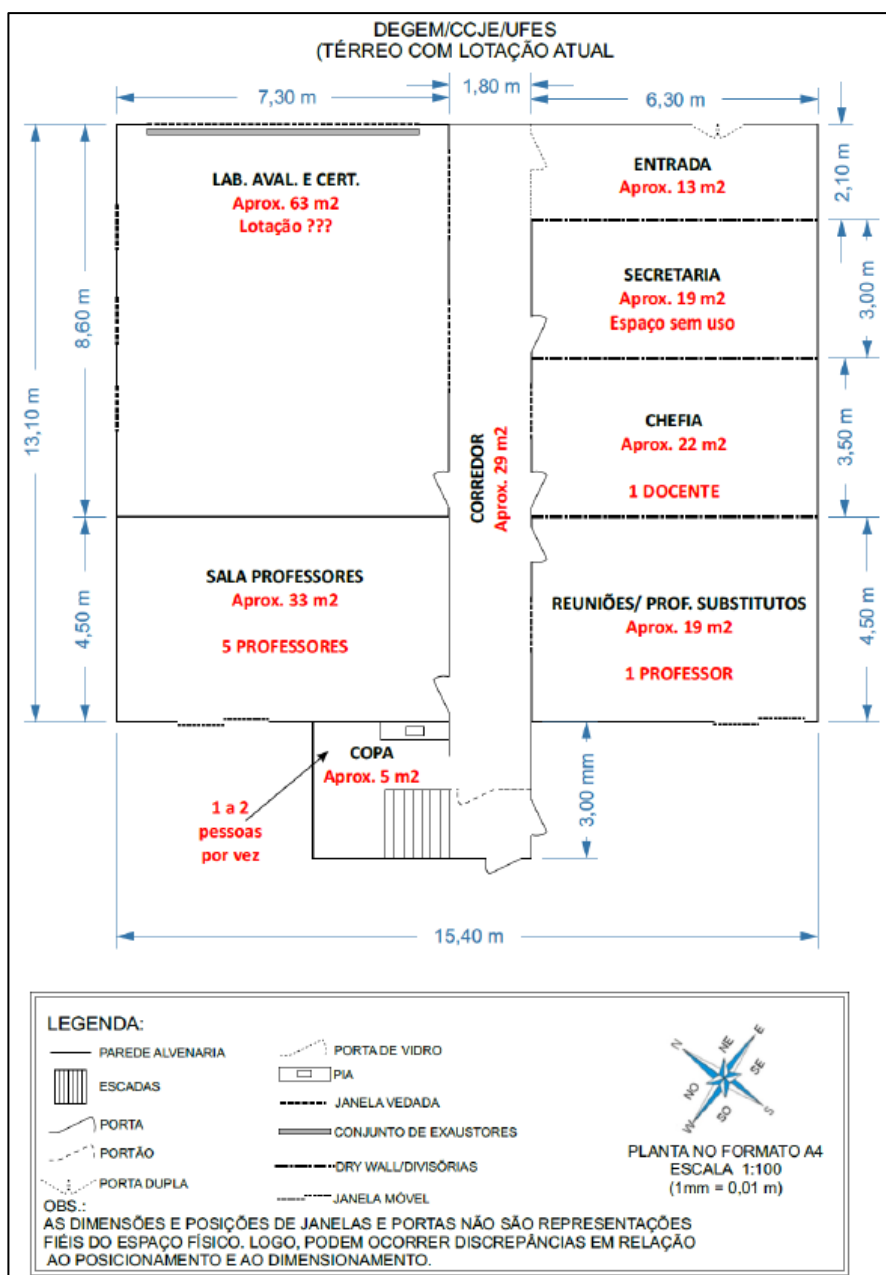 DEGEM/CCJE/UFES
(TÉRREO COM LOTAÇÃO ATUAL
7,30 m
1,80 m
6,30 m
LAB. AVAL. E CERT.
Aprox. 63 m2
Lotação ???
ENTRADA
Aprox. 13 m2
2,10 m
SECRETARIA
Aprox. 19 m2
Espaço sem uso
3,00 m
8,60 m
13,10 m
CHEFIA
Aprox. 22 m2
1 DOCENTE
3,50 m
CORREDOR
Aprox. 29 m2
SALA PROFESSORES
Aprox. 33 m2
5 PROFESSORES
4,50 m
REUNIÕES/ PROF. SUBSTITUTOS
Aprox. 19 m2
1 PROFESSOR
4,50 m
COPA
Aprox. 5 m2
1 a 2
pessoas
por vez
3,00 mm
15,40 m
LEGENDA:
PAREDE ALVENARIA
ESCADAS
PORTA
PORTÃO
PORTA DUPLA
PORTA DE VIDRO
PIA
JANELA VEDADA
CONJUNTO DE EXAUSTORES
DRY WALL/DIVISÓRIAS
JANELA MÓVEL
N
NE
E
SE
S
SO
W
NO
PLANTA NO FORMATO A4
ESCALA 1:100
(1mm = 0,01 m)
OBS.:
AS DIMENSÕES E POSIÇÕES DE JANELAS E PORTAS NÃO SÃO REPRESENTAÇÕES
FIÉIS DO ESPAÇO FÍSICO. LOGO, PODEM OCORRER DISCREPÂNCIAS EM RELAÇÃO
AO POSICIONAMENTO E AO DIMENSIONAMENTO.